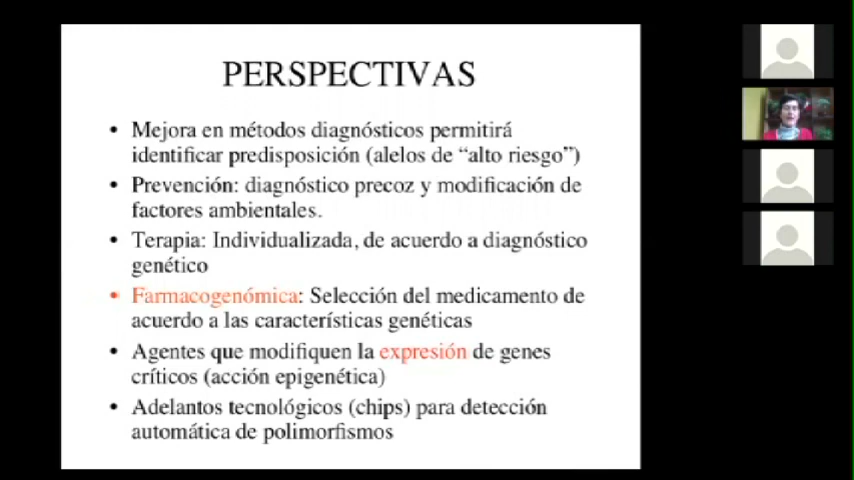 PERSPECTIVAS
• Mejora en métodos diagnósticos permitirá
identificar predisposición (alelos de “alto riesgo”)
• Prevención: diagnóstico precoz y modificación de
factores ambientales.
• Terapia: Individualizada, de acuerdo a diagnóstico
genético
• Farmacogenómica: Selección del medicamento de
acuerdo a las características genéticas
• Agentes que modifiquen la expresión de genes
críticos (acción epigenética)
• Adelantos tecnológicos (chips) para detección
automática de polimorfismos